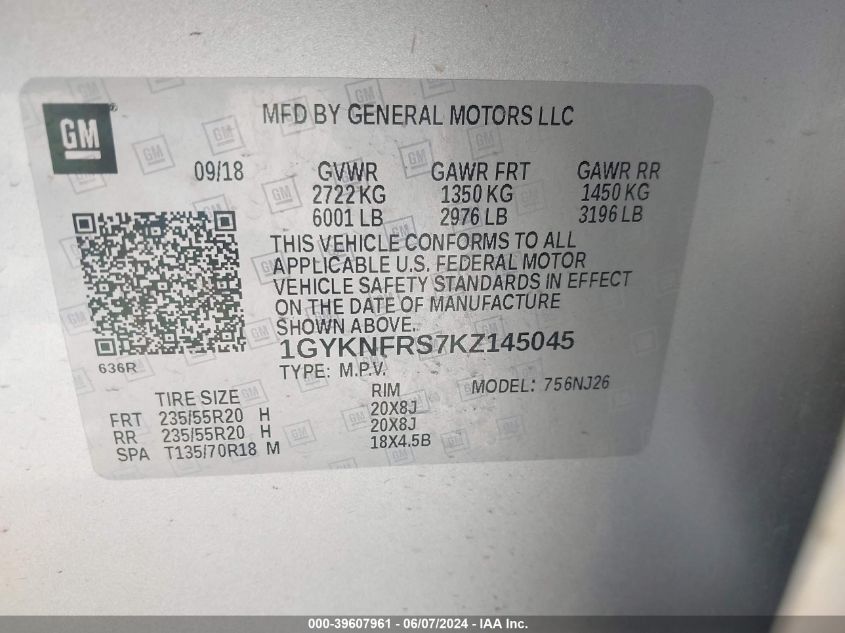 GM
MFD BY GENERAL MOTORS LLC
09/18 GVWR GAWR FRT GAWR RR
2722 KG 1350 KG 1450 KG
6001 LB 2976 LB 3196 LB
THIS VEHICLE CONFORMS TO ALL
APPLICABLE U.S. FEDERAL MOTOR
VEHICLE SAFETY STANDARDS IN EFFECT
ON THE DATE OF MANUFACTURE
SHOWN ABOVE.
1GYKNFRS7KZ145045
636R
TYPE: M.P.V. MODEL: 756NJ26
TIRE SIZE RIM
FRT 235/55R20 H 20X8J
RR 235/55R20 H 20X8J
SPA T135/70R18 M 18X4.5B
000-39607961 - 06/07/2024 - IAA Inc.